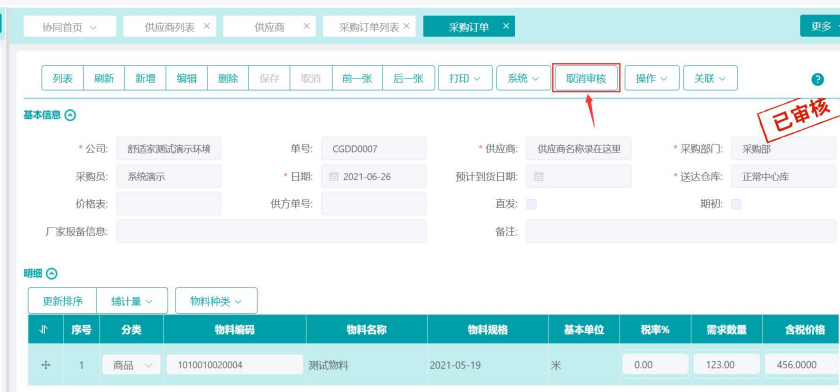 协同首页 供应商列表 × 供应商 × 采购订单列表 × 采购订单 × 更多
列表 刷新 新增 编辑 删除 保存 取消 前一张 后一张 打印 系统 取消审核 操作 关联 ?
基本信息
已审核
* 公司: 舒适家测试演示环境 单号: CGDD0007 * 供应商: 供应商名称录在这里 * 采购部门: 采购部
采购员: 系统演示 * 日期: 2021-06-26 预计到货日期: * 送达仓库: 正常中心库
价格表: 供方单号: 直发: 期初:
厂家报备信息: 备注:
明细
更新排序 辅计量 物料种类
序号 分类 物料编码 物料名称 物料规格 基本单位 税率% 需求数量 含税价格
1 商品 1010010020004 测试物料 2021-05-19 米 0.00 123.00 456.0000